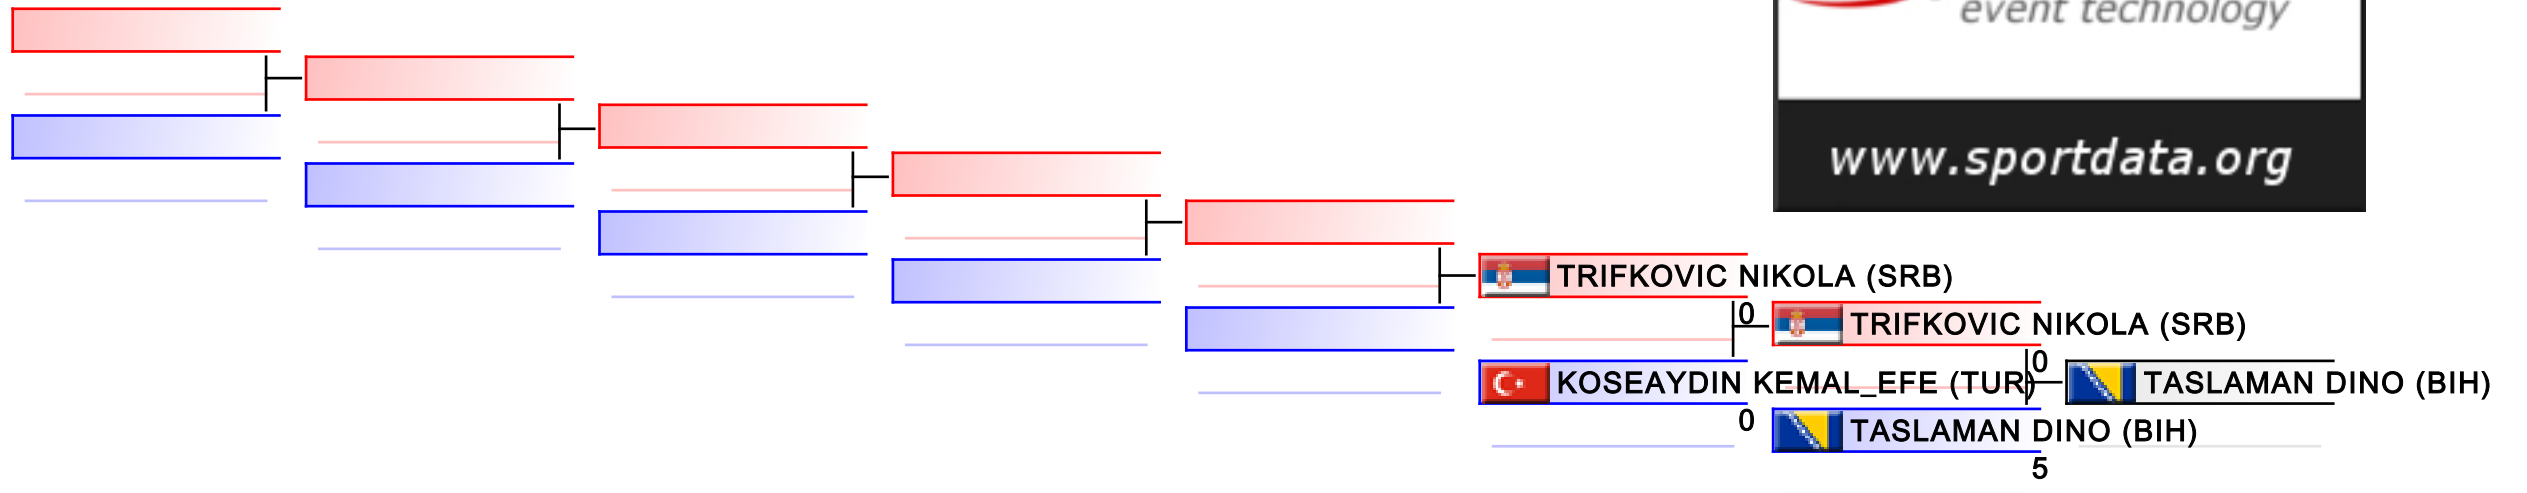 event technology
www.sportdata.org
TRIFKOVIC NIKOLA (SRB)
0
TRIFKOVIC NIKOLA (SRB)
0
KOSEAYDIN KEMAL_EFE (TUR)
TASLAMAN DINO (BIH)
0
TASLAMAN DINO (BIH)
5